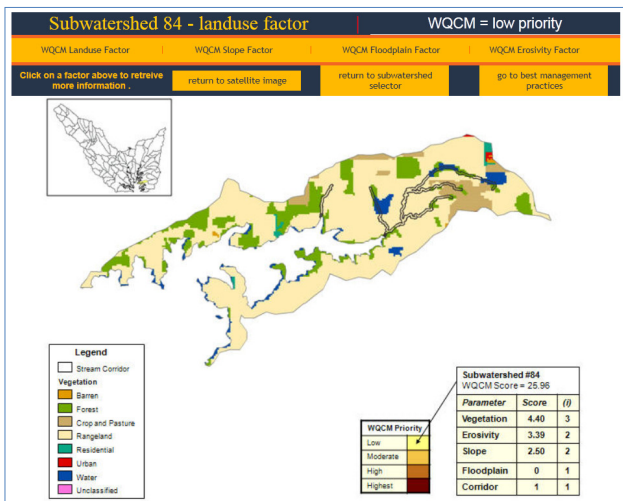 Subwatershed 84 - landuse factor
WQCM = low priority
WQCM Landuse Factor
WQCM Slope Factor
WQCM Floodplain Factor
WQCM Erosivity Factor
Click on a factor above to retreive
more information .
return to satellite image
return to subwatershed
selector
go to best management
practices
Legend
Stream Corridor
Vegetation
Barren
Forest
Crop and Pasture
Rangeland
Residential
Urban
Water
Unclassified
WQCM Priority
Low
Moderate
High
Highest
Subwatershed #84
WQCM Score = 25.96
Parameter Score (i)
Vegetation 4.40 3
Erosivity 3.39 2
Slope 2.50 2
Floodplain 0 1
Corridor 1 1